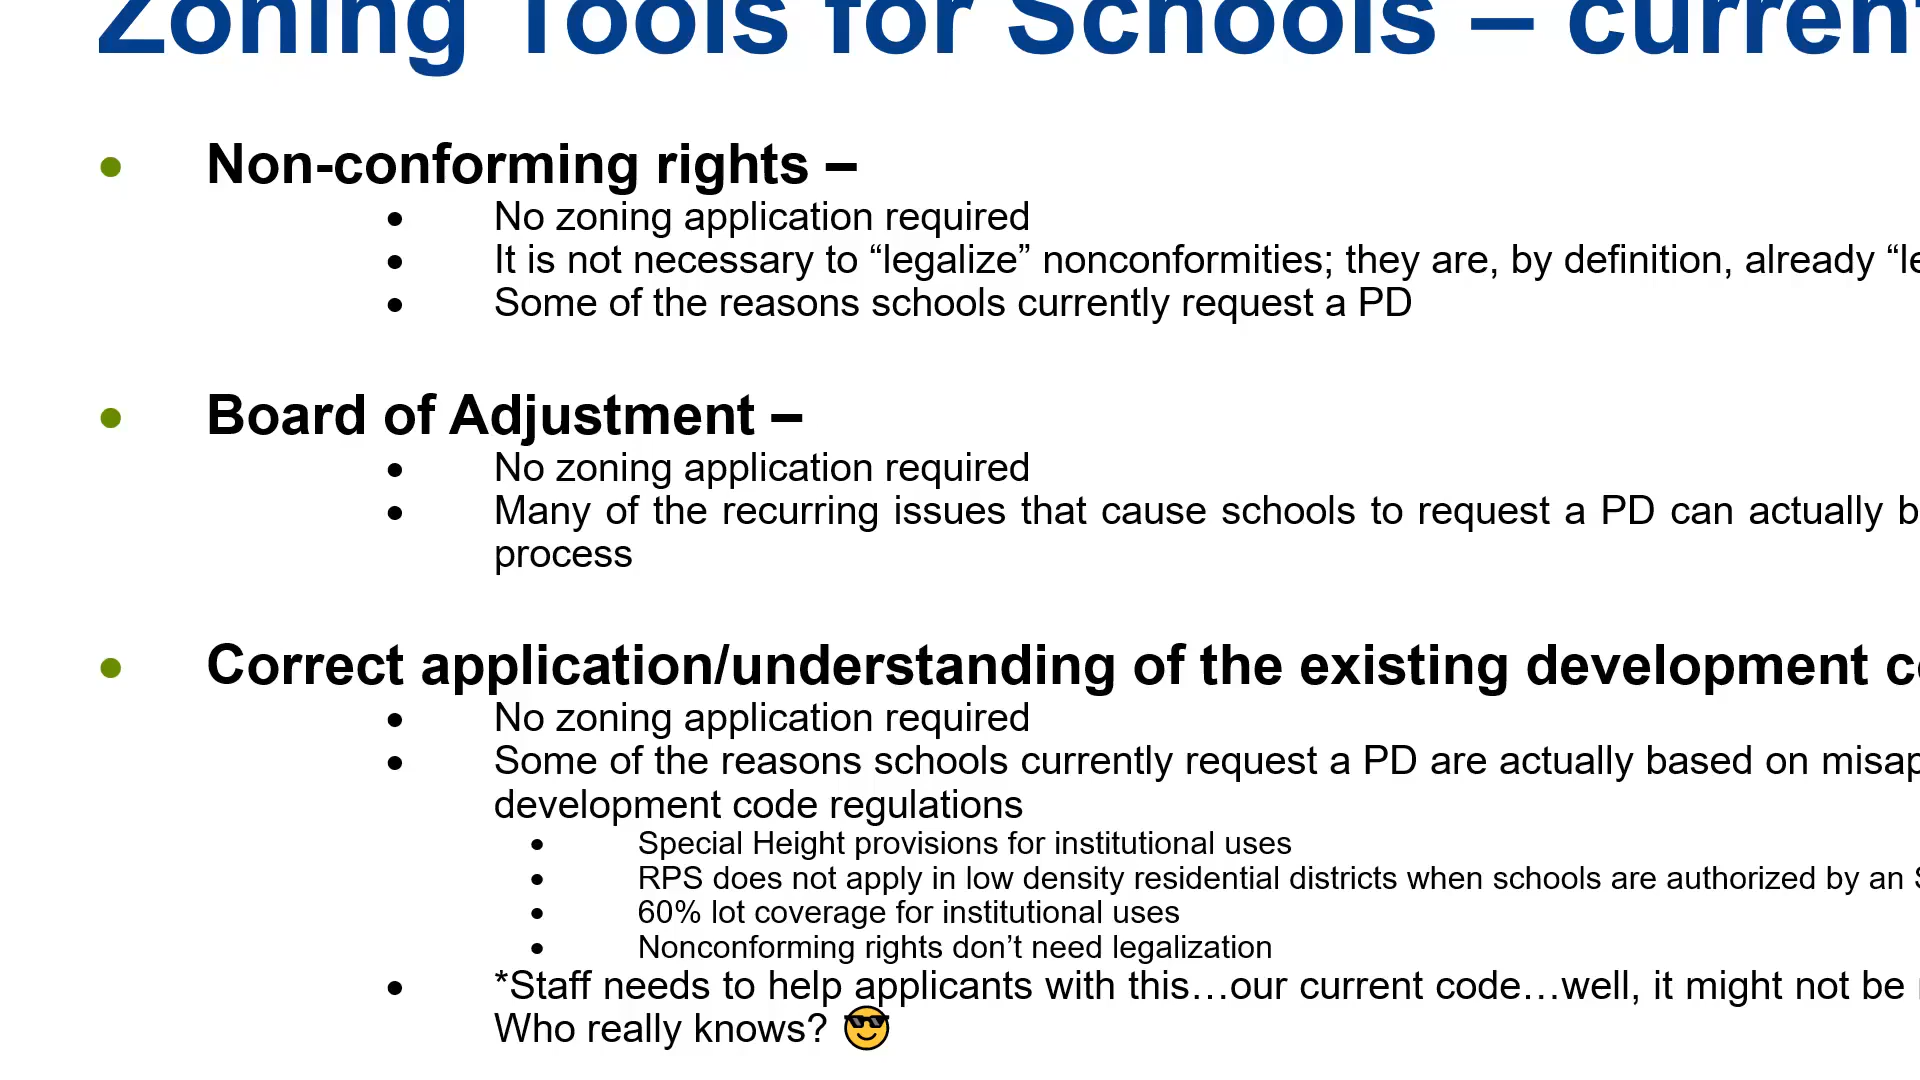 Zoning Tools for Schools – current
• Non-conforming rights –
• No zoning application required
• It is not necessary to “legalize” nonconformities; they are, by definition, already “le
• Some of the reasons schools currently request a PD
• Board of Adjustment –
• No zoning application required
• Many of the recurring issues that cause schools to request a PD can actually b
process
• Correct application/understanding of the existing development c
• No zoning application required
• Some of the reasons schools currently request a PD are actually based on misap
development code regulations
• Special Height provisions for institutional uses
• RPS does not apply in low density residential districts when schools are authorized by an S
• 60% lot coverage for institutional uses
• Nonconforming rights don’t need legalization
• *Staff needs to help applicants with this…our current code…well, it might not be
Who really knows? 😎